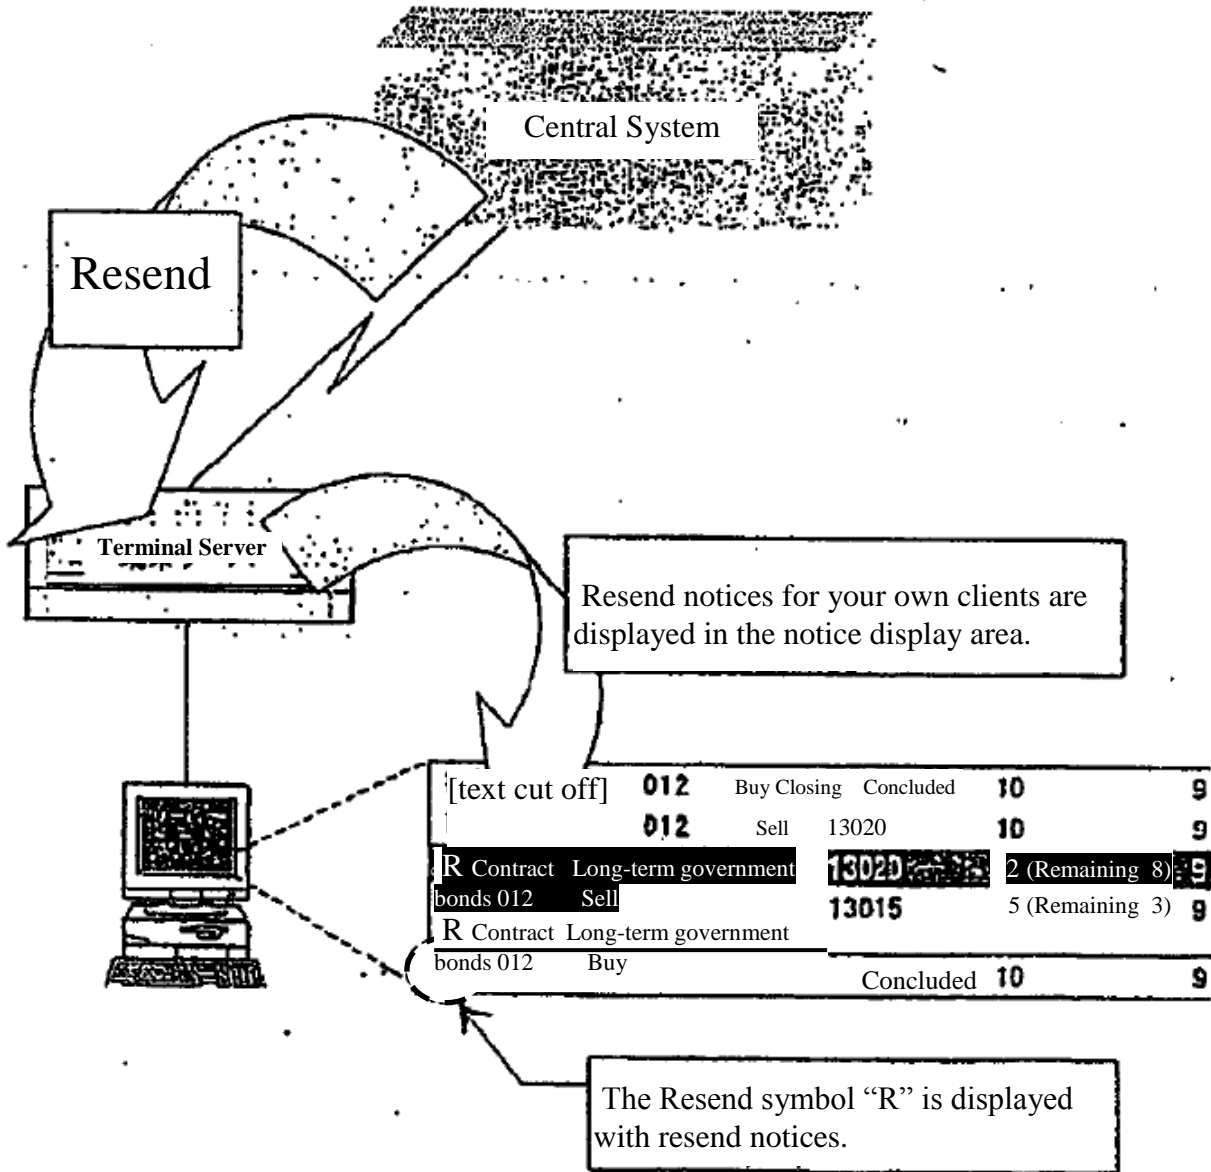 Central System
Resend
Terminal Server
Resend notices for your own clients are
displayed in the notice display area.
[text cut off] 012 Buy Closing Concluded 10 9
012 Sell 13020 10 9
R Contract Long-term government 13020 2 (Remaining 8) 9
bonds 012 Sell
13015 5 (Remaining 3) 9
R Contract Long-term government
bonds 012 Buy
Concluded 10 9
The Resend symbol “R” is displayed
with resend notices.